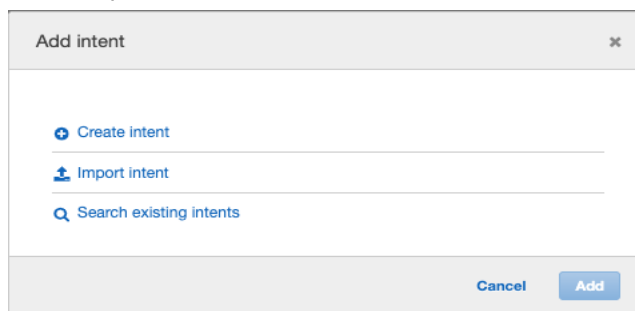 Add intent
Create intent
Import intent
Search existing intents
Cancel Add